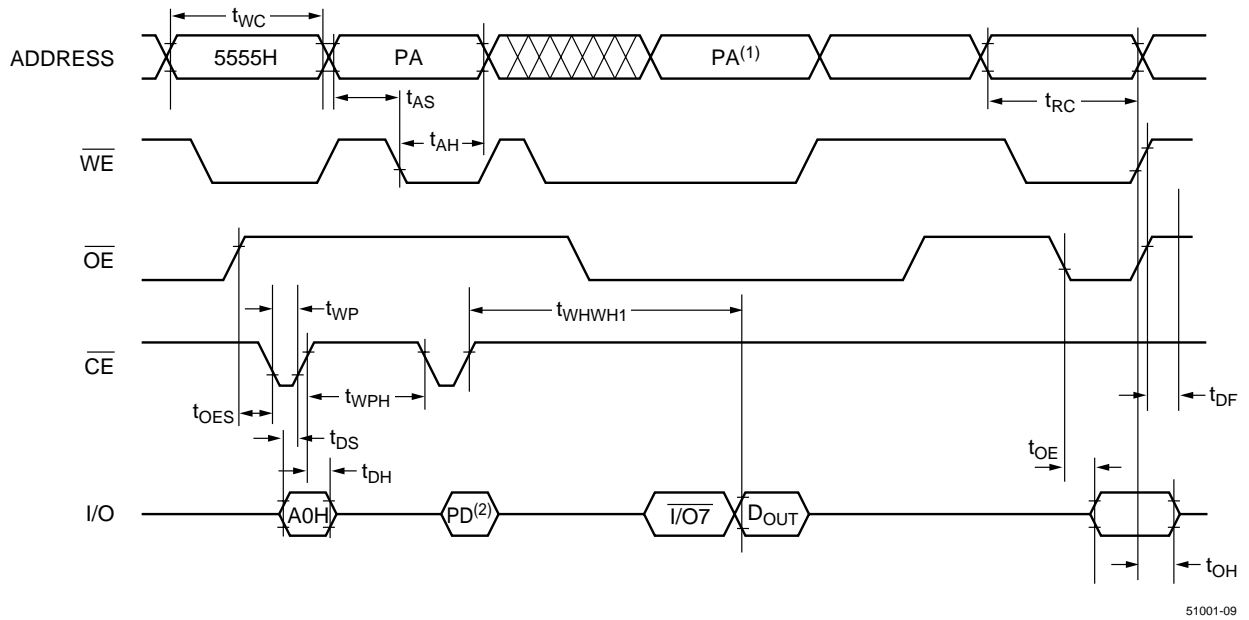 tWC
ADDRESS 5555H PA PA(1)
tAS tRC
tAH
WE
OE
tWP tWHWH1
CE
tWPH
tOES tDF
tDS tOE
tDH
I/O A0H PD(2) I/O7 DOUT
tOH
51001-09